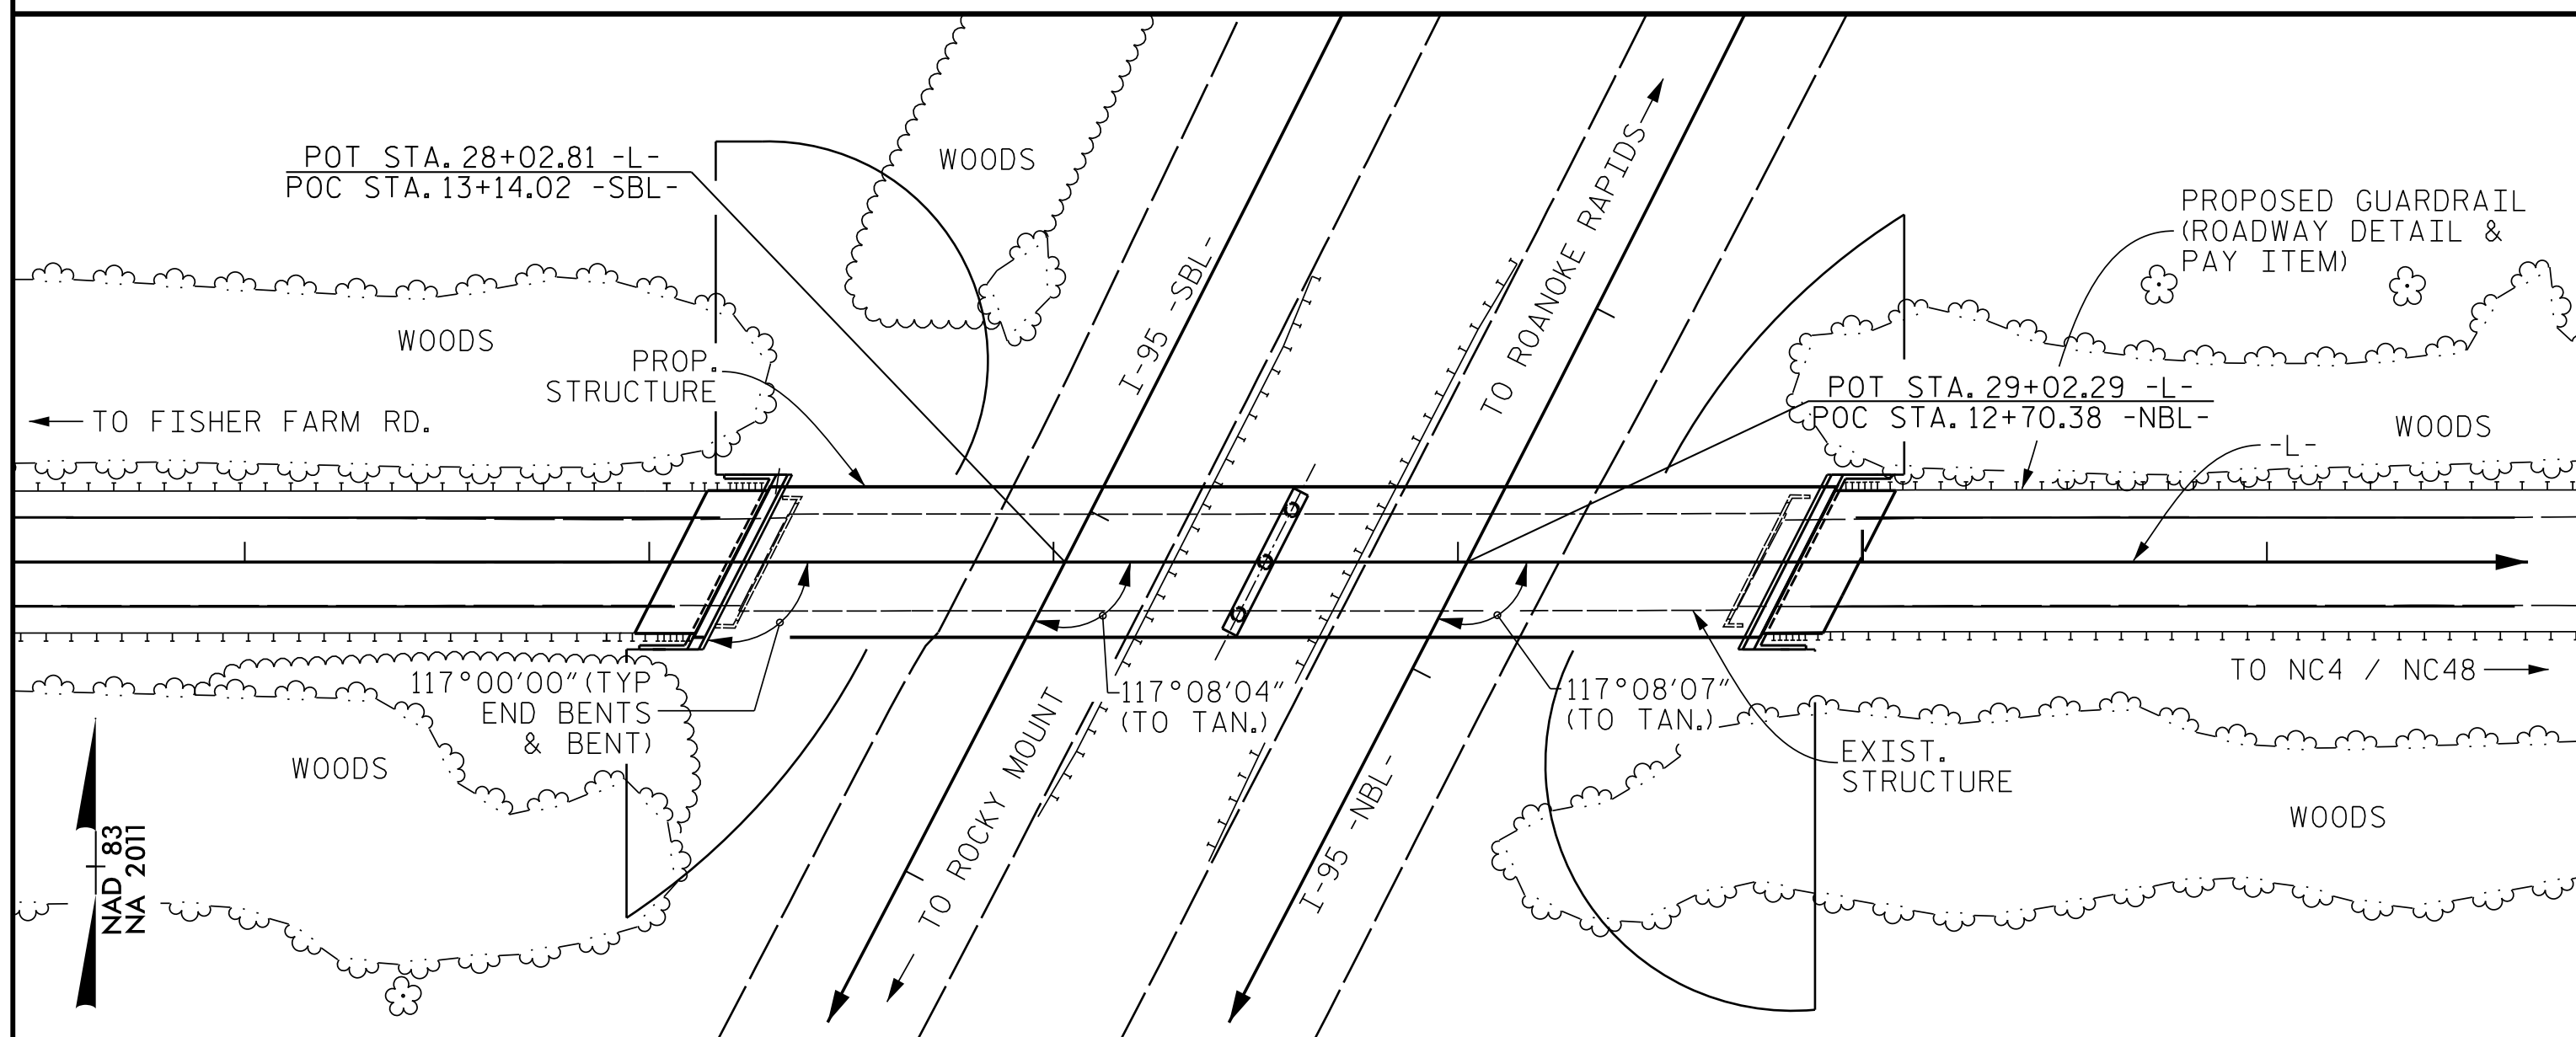 POT STA. 28+02.81 -L-
POC STA. 13+14.02 -SBL-
WOODS
I-95 -SBL-
TO ROANOKE RAPIDS
PROPOSED GUARDRAIL
(ROADWAY DETAIL &
PAY ITEM)
WOODS
PROP.
STRUCTURE
TO FISHER FARM RD.
POT STA. 29+02.29 -L-
POC STA. 12+70.38 -NBL-
WOODS
-L-
117°00'00" (TYP
END BENTS
& BENT)
117°08'04"
(TO TAN.)
117°08'07"
(TO TAN.)
TO NC4 / NC48
EXIST.
STRUCTURE
WOODS
TO ROCKY MOUNT
I-95 -NBL-
WOODS
NAD 83
NA 2011